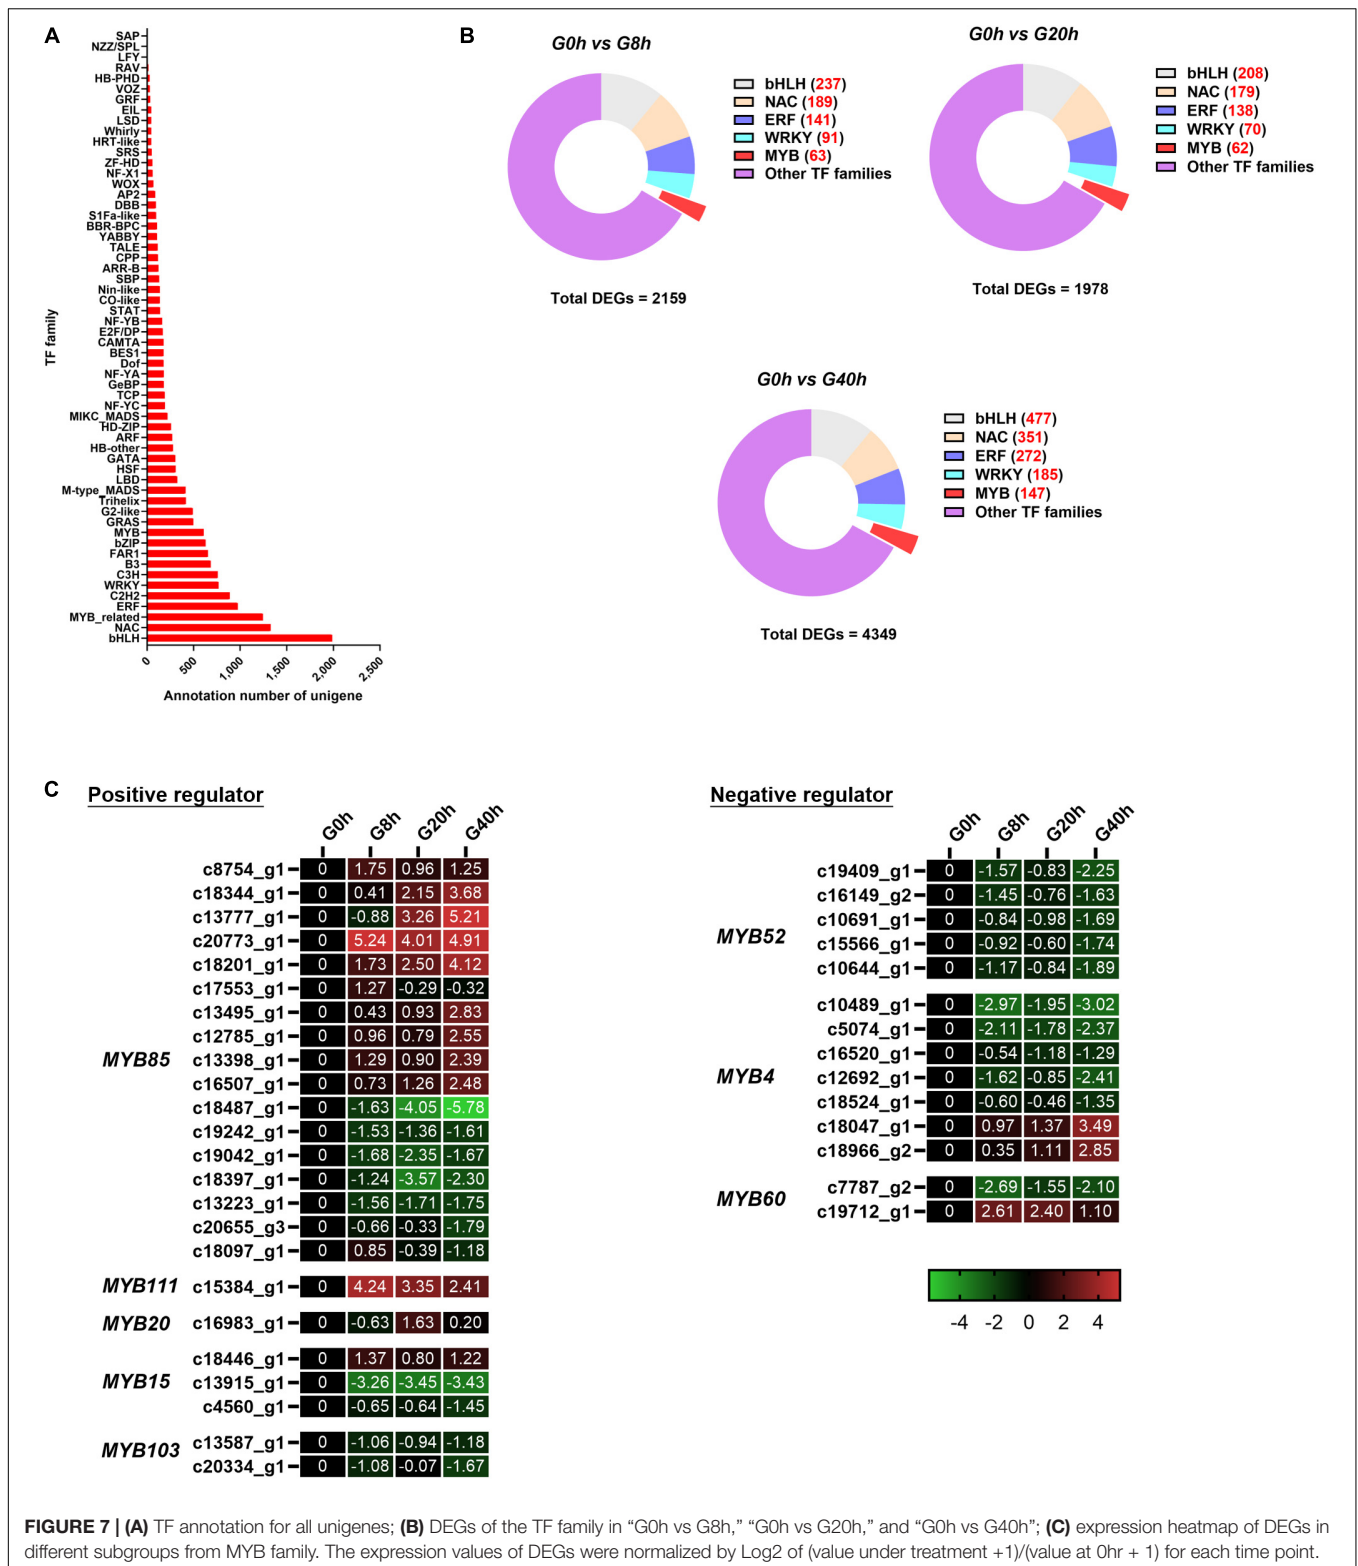 A
TF family
SAP
NZZ/SPL
LFY
RAV
HB-PHD
VOZ
GRF
EIL
LSD
Whirly
HRT-like
SRS
ZF-HD
NF-X1
WOX
AP2
DBB
S1Fa-like
BBR-BPC
YABBY
TALE
CPP
ARR-B
SBP
Nin-like
CO-like
STAT
NF-YB
E2F/DP
CAMTA
BES1
Dof
NF-YA
GeBP
TCP
NF-YC
MIKC_MADS
HD-ZIP
ARF
HB-other
GATA
HSF
LBD
M-type_MADS
Trihelix
G2-like
GRAS
MYB
bZIP
FAR1
B3
C3H
WRKY
C2H2
ERF
MYB_related
NAC
bHLH
0 500 1,000 1,500 2,000 2,500
Annotation number of unigene
B
G0h vs G8h
bHLH (237)
NAC (189)
ERF (141)
WRKY (91)
MYB (63)
Other TF families
Total DEGs = 2159
G0h vs G20h
bHLH (208)
NAC (179)
ERF (138)
WRKY (70)
MYB (62)
Other TF families
Total DEGs = 1978
G0h vs G40h
bHLH (477)
NAC (351)
ERF (272)
WRKY (185)
MYB (147)
Other TF families
Total DEGs = 4349
C
Positive regulator
G0h G8h G20h G40h
c8754_g1 0 1.75 0.96 1.25
c18344_g1 0 0.41 2.15 3.68
c13777_g1 0 -0.88 3.26 5.21
c20773_g1 0 5.24 4.01 4.91
c18201_g1 0 1.73 2.50 4.12
c17553_g1 0 1.27 -0.29 -0.32
c13495_g1 0 0.43 0.93 2.83
c12785_g1 0 0.96 0.79 2.55
MYB85 c13398_g1 0 1.29 0.90 2.39
c16507_g1 0 0.73 1.26 2.48
c18487_g1 0 -1.63 -4.05 -5.78
c19242_g1 0 -1.53 -1.36 -1.61
c19042_g1 0 -1.68 -2.35 -1.67
c18397_g1 0 -1.24 -3.57 -2.30
c13223_g1 0 -1.56 -1.71 -1.75
c20655_g3 0 -0.66 -0.33 -1.79
c18097_g1 0 0.85 -0.39 -1.18
MYB111 c15384_g1 0 4.24 3.35 2.41
MYB20 c16983_g1 0 -0.63 1.63 0.20
c18446_g1 0 1.37 0.80 1.22
MYB15 c13915_g1 0 -3.26 -3.45 -3.43
c4560_g1 0 -0.65 -0.64 -1.45
MYB103 c13587_g1 0 -1.06 -0.94 -1.18
c20334_g1 0 -1.08 -0.07 -1.67
Negative regulator
G0h G8h G20h G40h
c19409_g1 0 -1.57 -0.83 -2.25
c16149_g2 0 -1.45 -0.76 -1.63
MYB52 c10691_g1 0 -0.84 -0.98 -1.69
c15566_g1 0 -0.92 -0.60 -1.74
c10644_g1 0 -1.17 -0.84 -1.89
c10489_g1 0 -2.97 -1.95 -3.02
c5074_g1 0 -2.11 -1.78 -2.37
c16520_g1 0 -0.54 -1.18 -1.29
MYB4 c12692_g1 0 -1.62 -0.85 -2.41
c18524_g1 0 -0.60 -0.46 -1.35
c18047_g1 0 0.97 1.37 3.49
c18966_g2 0 0.35 1.11 2.85
MYB60 c7787_g2 0 -2.69 -1.55 -2.10
c19712_g1 0 2.61 2.40 1.10
-4 -2 0 2 4
FIGURE 7 | (A) TF annotation for all unigenes; (B) DEGs of the TF family in “G0h vs G8h,” “G0h vs G20h,” and “G0h vs G40h”; (C) expression heatmap of DEGs in
different subgroups from MYB family. The expression values of DEGs were normalized by Log2 of (value under treatment +1)/(value at 0hr + 1) for each time point.